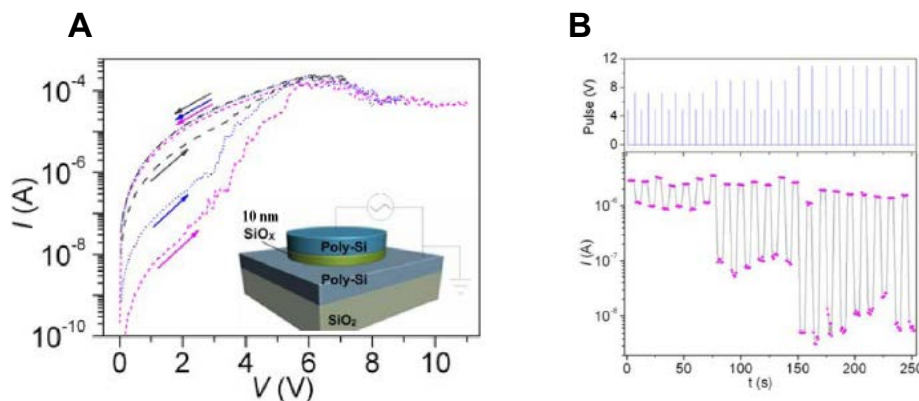 A
10⁻⁴
10⁻⁶
10⁻⁸
10⁻¹⁰
I (A)
0 2 4 6 8 10
V (V)
10 nm
SiOₓ
Poly-Si
Poly-Si
SiO₂
B
12
8
4
0
Pulse (V)
10⁻⁶
10⁻⁷
10⁻⁸
I (A)
0 50 100 150 200 250
t (s)